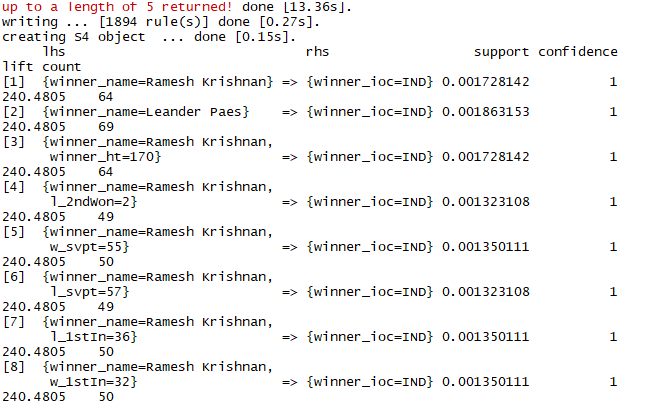 up to a length of 5 returned! done [13.36s].
writing ... [1894 rule(s)] done [0.27s].
creating S4 object  ... done [0.15s].
lhs rhs support confidence
lift count
[1] {winner_name=Ramesh Krishnan} => {winner_ioc=IND} 0.001728142 1
240.4805 64
[2] {winner_name=Leander Paes} => {winner_ioc=IND} 0.001863153 1
240.4805 69
[3] {winner_name=Ramesh Krishnan,
winner_ht=170} => {winner_ioc=IND} 0.001728142 1
240.4805 64
[4] {winner_name=Ramesh Krishnan,
l_2ndWon=2} => {winner_ioc=IND} 0.001323108 1
240.4805 49
[5] {winner_name=Ramesh Krishnan,
w_svpt=55} => {winner_ioc=IND} 0.001350111 1
240.4805 50
[6] {winner_name=Ramesh Krishnan,
l_svpt=57} => {winner_ioc=IND} 0.001323108 1
240.4805 49
[7] {winner_name=Ramesh Krishnan,
l_1stIn=36} => {winner_ioc=IND} 0.001350111 1
240.4805 50
[8] {winner_name=Ramesh Krishnan,
w_1stIn=32} => {winner_ioc=IND} 0.001350111 1
240.4805 50